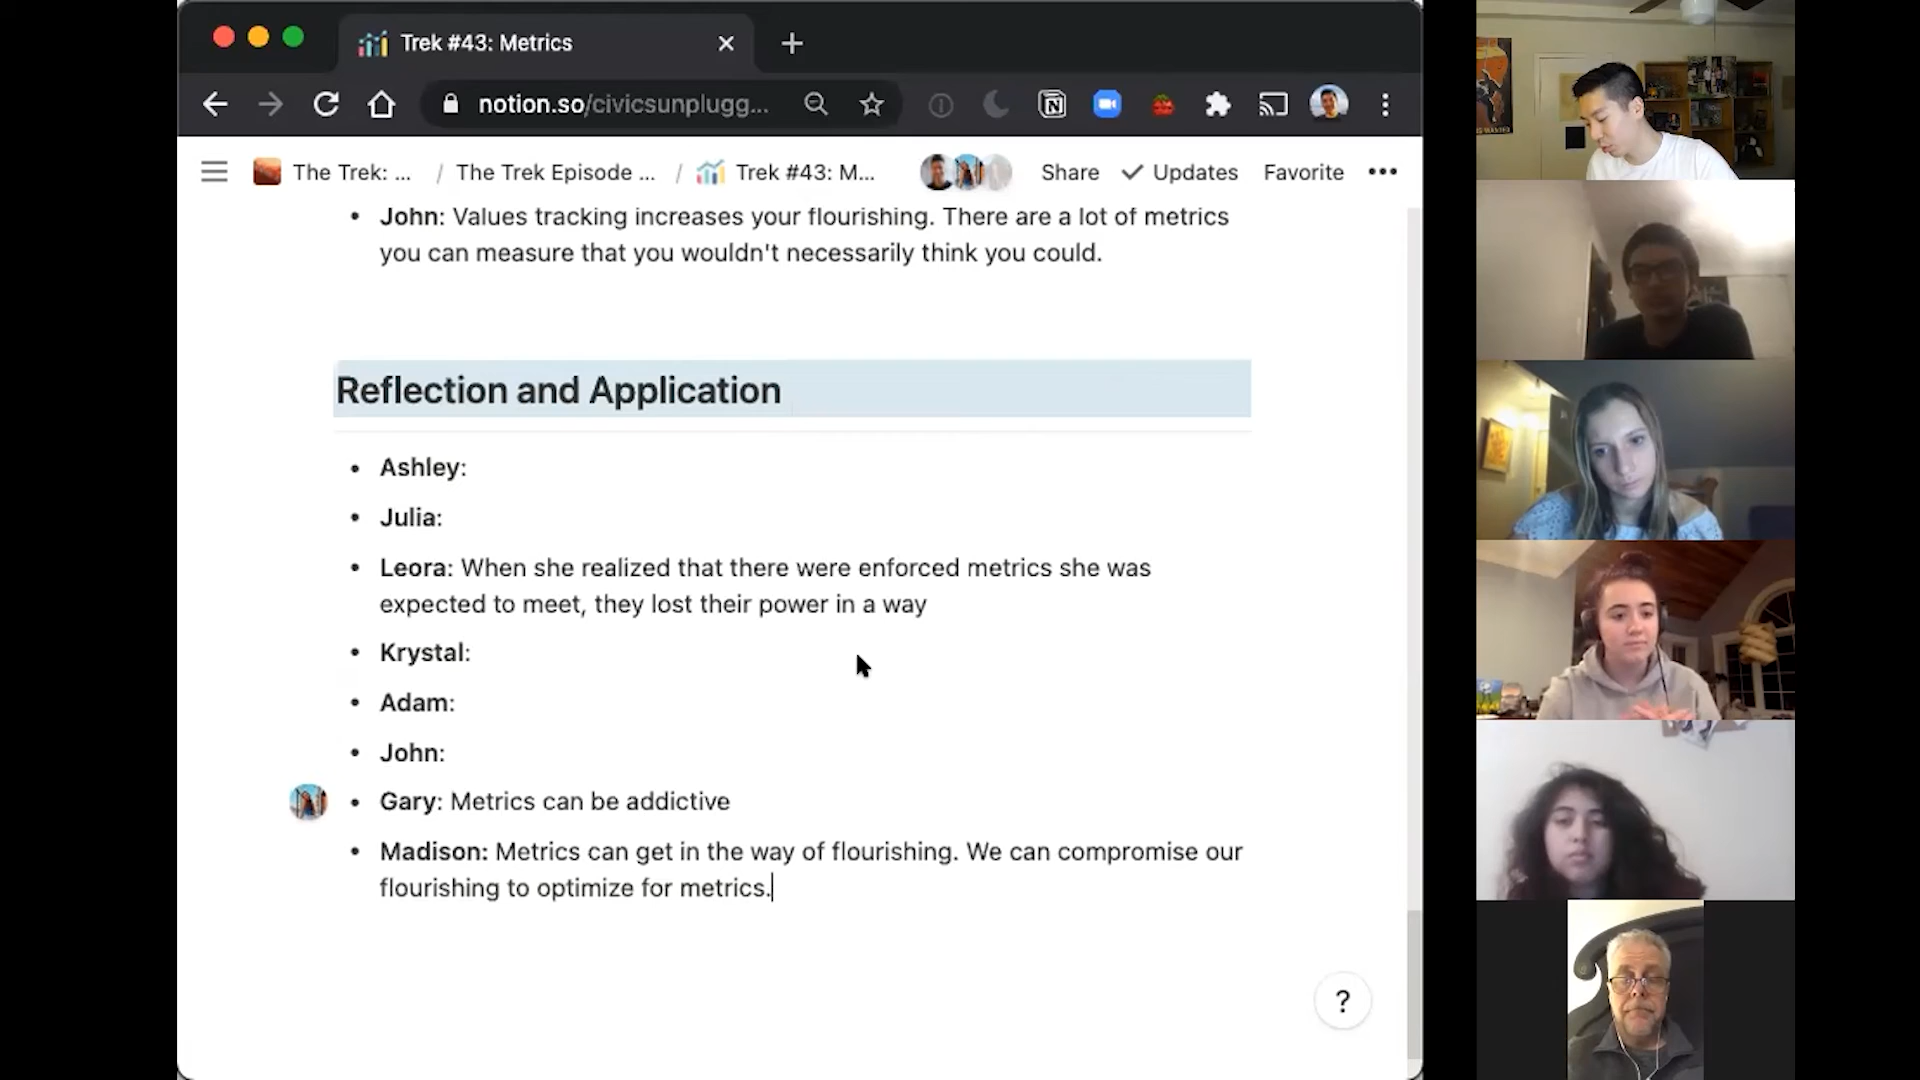 Trek #43: Metrics
notion.so/civicsunplugg...
The Trek: ... / The Trek Episode ... / Trek #43: M... Share Updates Favorite
• John: Values tracking increases your flourishing. There are a lot of metrics
you can measure that you wouldn't necessarily think you could.
Reflection and Application
• Ashley:
• Julia:
• Leora: When she realized that there were enforced metrics she was
expected to meet, they lost their power in a way
• Krystal:
• Adam:
• John:
• Gary: Metrics can be addictive
• Madison: Metrics can get in the way of flourishing. We can compromise our
flourishing to optimize for metrics.
?